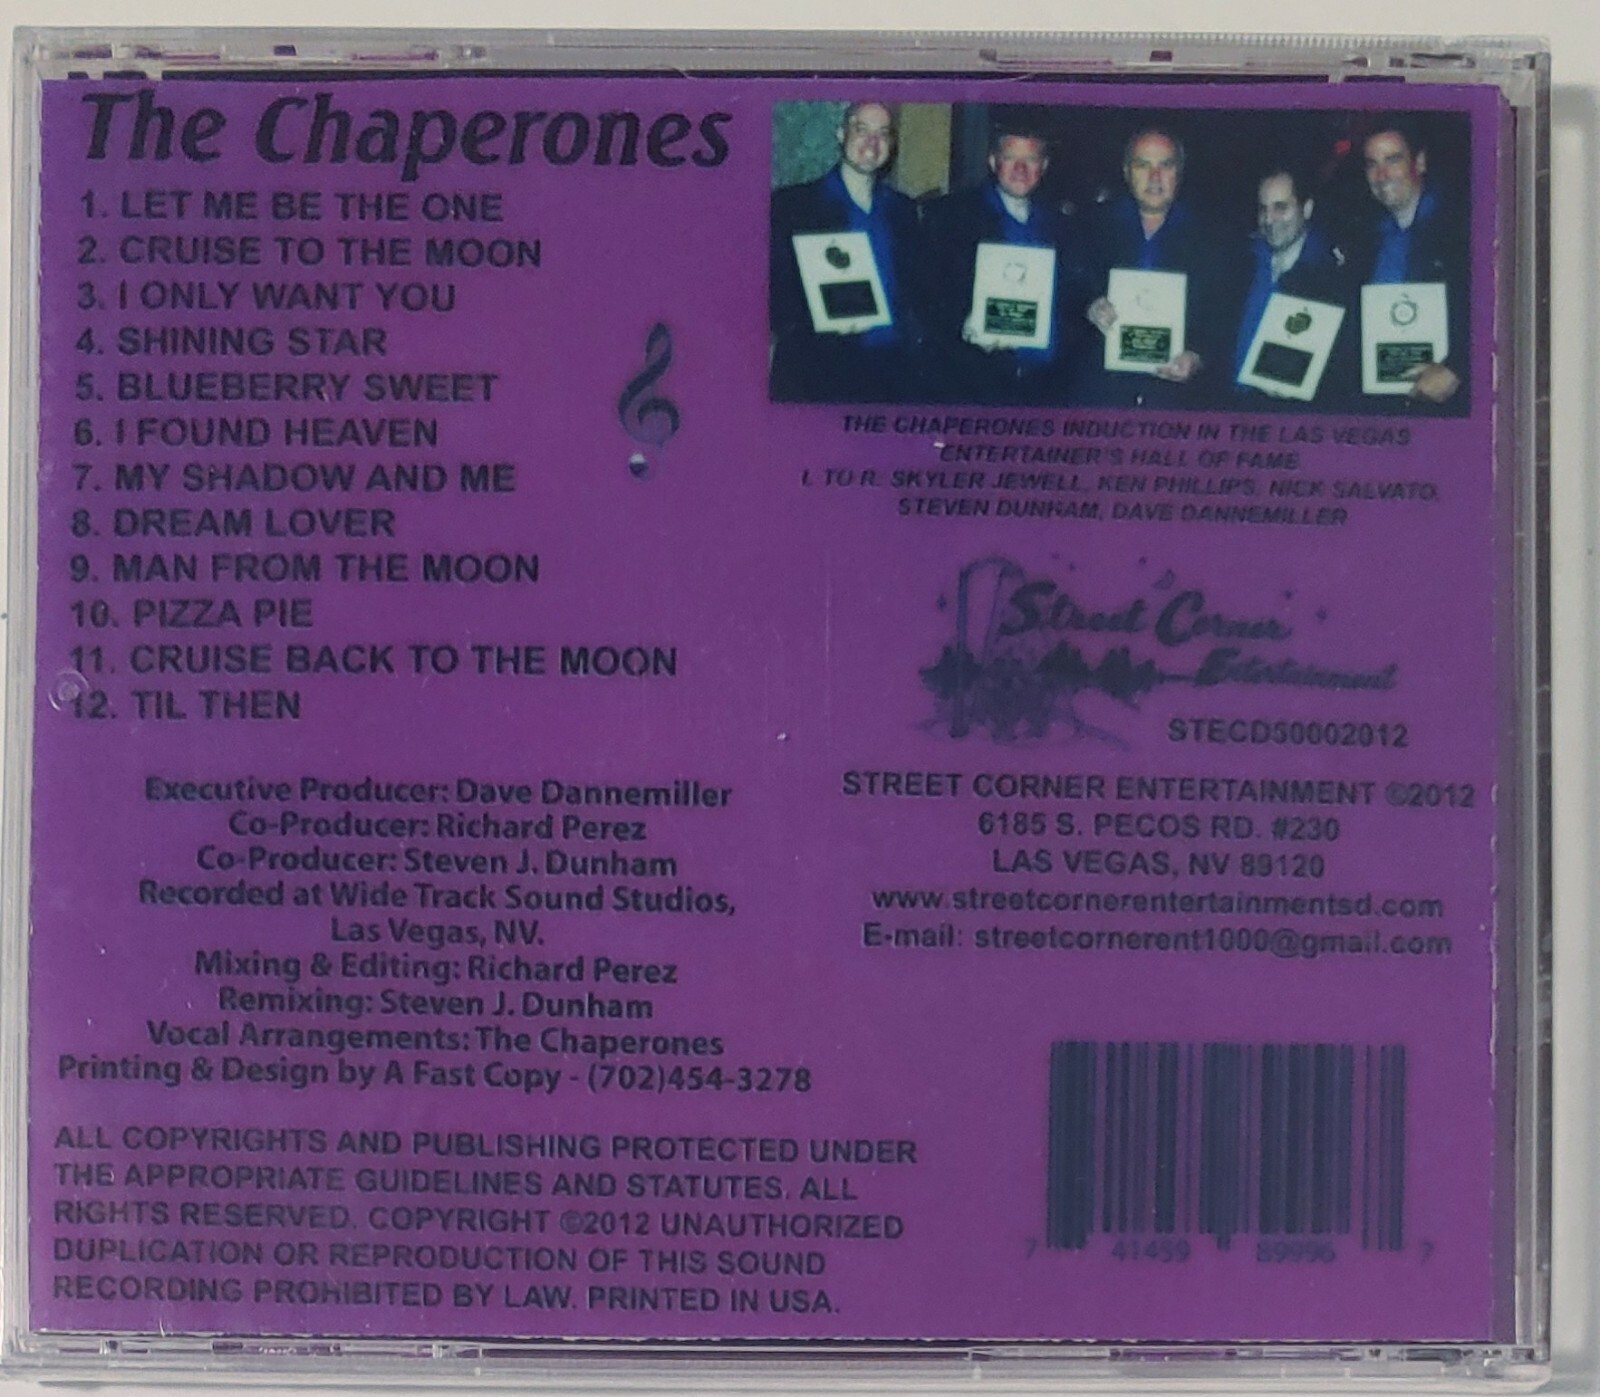 The Chaperones
1. LET ME BE THE ONE
2. CRUISE TO THE MOON
3. I ONLY WANT YOU
4. SHINING STAR
5. BLUEBERRY SWEET
6. I FOUND HEAVEN
7. MY SHADOW AND ME
8. DREAM LOVER
9. MAN FROM THE MOON
10. PIZZA PIE
11. CRUISE BACK TO THE MOON
12. TIL THEN
Executive Producer: Dave Dannemiller
Co-Producer: Richard Perez
Co-Producer: Steven J. Dunham
Recorded at Wide Track Sound Studios,
Las Vegas, NV.
Mixing & Editing: Richard Perez
Remixing: Steven J. Dunham
Vocal Arrangements: The Chaperones
Printing & Design by A Fast Copy - (702)454-3278
ALL COPYRIGHTS AND PUBLISHING PROTECTED UNDER
THE APPROPRIATE GUIDELINES AND STATUTES. ALL
RIGHTS RESERVED. COPYRIGHT ©2012 UNAUTHORIZED
DUPLICATION OR REPRODUCTION OF THIS SOUND
RECORDING PROHIBITED BY LAW. PRINTED IN USA.
THE CHAPERONES INDUCTION IN THE LAS VEGAS
ENTERTAINER'S HALL OF FAME
L TO R: SKYLER JEWELL, KEN PHILLIPS, NICK SALVATO,
STEVEN DUNHAM, DAVE DANNEMILLER
Street Corner
Entertainment
STECD50002012
STREET CORNER ENTERTAINMENT ©2012
6185 S. PECOS RD. #230
LAS VEGAS, NV 89120
www.streetcornerentertainmentsd.com
E-mail: streetcornerent1000@gmail.com
7 41459 89996 7